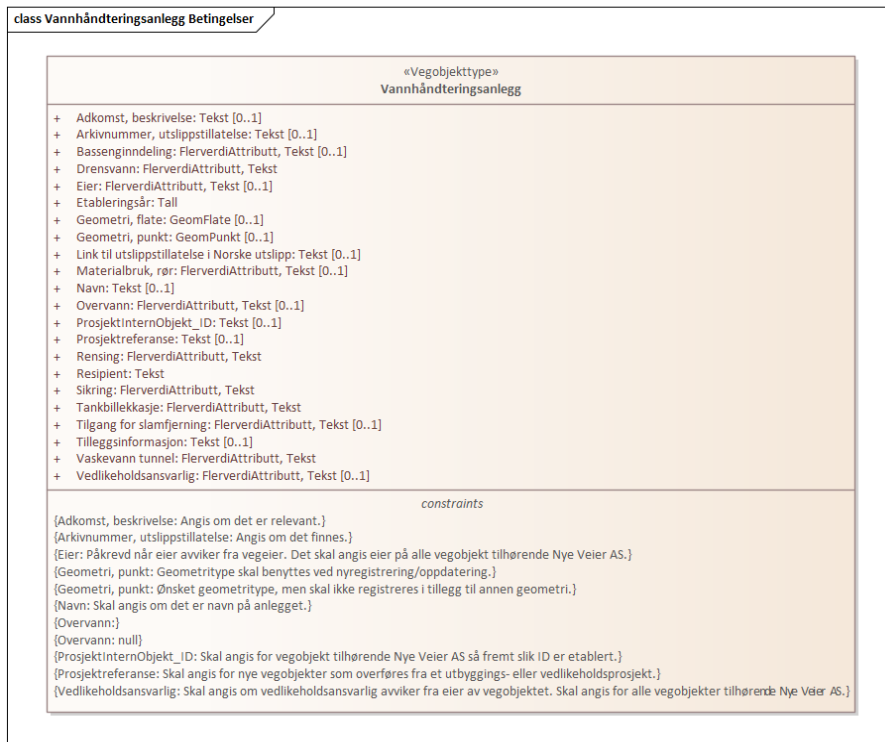 class Vannhåndteringsanlegg Betingelser
«Vegobjekttype»
Vannhåndteringsanlegg
+ Adkomst, beskrivelse: Tekst [0..1]
+ Arkivnummer, utslippstillatelse: Tekst [0..1]
+ Bassenginndeling: FlerverdiAttributt, Tekst [0..1]
+ Drensvann: FlerverdiAttributt, Tekst
+ Eier: FlerverdiAttributt, Tekst [0..1]
+ Etableringsår: Tall
+ Geometri, flate: GeomFlate [0..1]
+ Geometri, punkt: GeomPunkt [0..1]
+ Link til utslippstillatelse i Norske utslipp: Tekst [0..1]
+ Materialbruk, rør: FlerverdiAttributt, Tekst [0..1]
+ Navn: Tekst [0..1]
+ Overvann: FlerverdiAttributt, Tekst [0..1]
+ ProsjektInternObjekt_ID: Tekst [0..1]
+ Prosjektreferanse: Tekst [0..1]
+ Rensing: FlerverdiAttributt, Tekst
+ Resipient: Tekst
+ Sikring: FlerverdiAttributt, Tekst
+ Tankbillekkasje: FlerverdiAttributt, Tekst
+ Tilgang for slamfjerning: FlerverdiAttributt, Tekst [0..1]
+ Tilleggsinformasjon: Tekst [0..1]
+ Vaskevann tunnel: FlerverdiAttributt, Tekst
+ Vedlikeholdsansvarlig: FlerverdiAttributt, Tekst [0..1]
constraints
{Adkomst, beskrivelse: Angis om det er relevant.}
{Arkivnummer, utslippstillatelse: Angis om det finnes.}
{Eier: Påkrevd når eier avviker fra vegeier. Det skal angis eier på alle vegobjekt tilhørende Nye Veier AS.}
{Geometri, punkt: Geometritype skal benyttes ved nyregistrering/oppdatering.}
{Geometri, punkt: Ønsket geometritype, men skal ikke registreres i tillegg til annen geometri.}
{Navn: Skal angis om det er navn på anlegget.}
{Overvann:}
{Overvann: null}
{ProsjektInternObjekt_ID: Skal angis for vegobjekt tilhørende Nye Veier AS så fremt slik ID er etablert.}
{Prosjektreferanse: Skal angis for nye vegobjekter som overføres fra et utbyggings- eller vedlikeholdsprosjekt.}
{Vedlikeholdsansvarlig: Skal angis om vedlikeholdsansvarlig avviker fra eier av vegobjektet. Skal angis for alle vegobjekter tilhørende Nye Veier AS.}